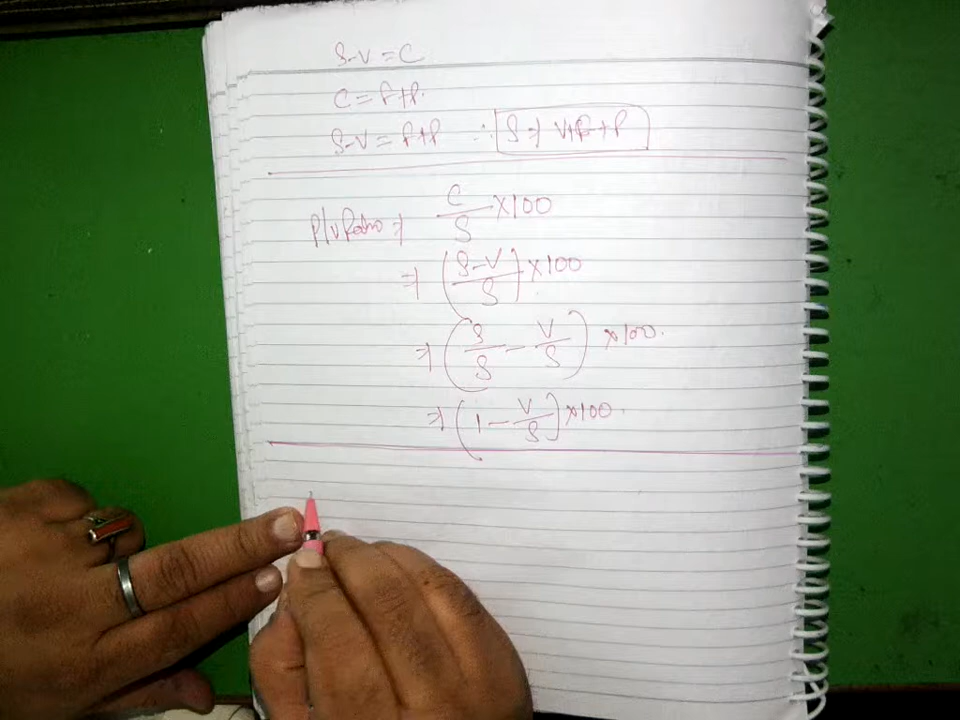 S-V = C
C = F+P.
S-V = F+P ∴ S ⇒ V+F+P
P/V Ratio ⇒ C/S ×100
⇒ (S-V/S) ×100
⇒ (S/S - V/S) ×100.
⇒ (1 - V/S) ×100.